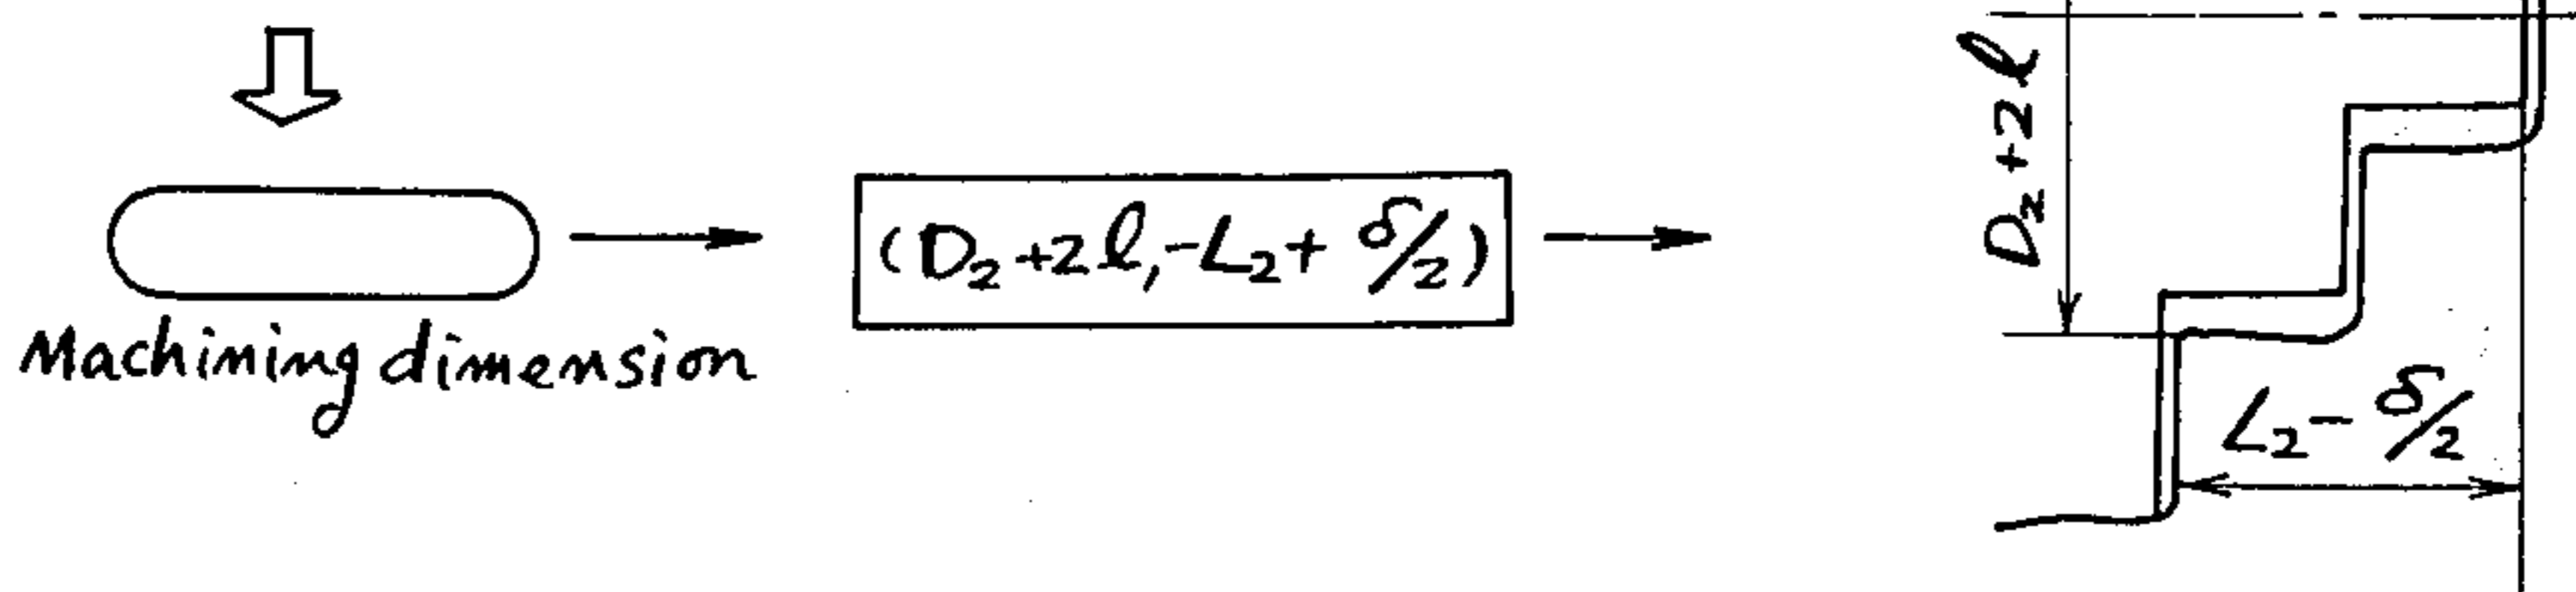 Machining dimension
(D₂+2ℓ,-L₂+δ/2)
D₂+2ℓ
L₂-δ/2